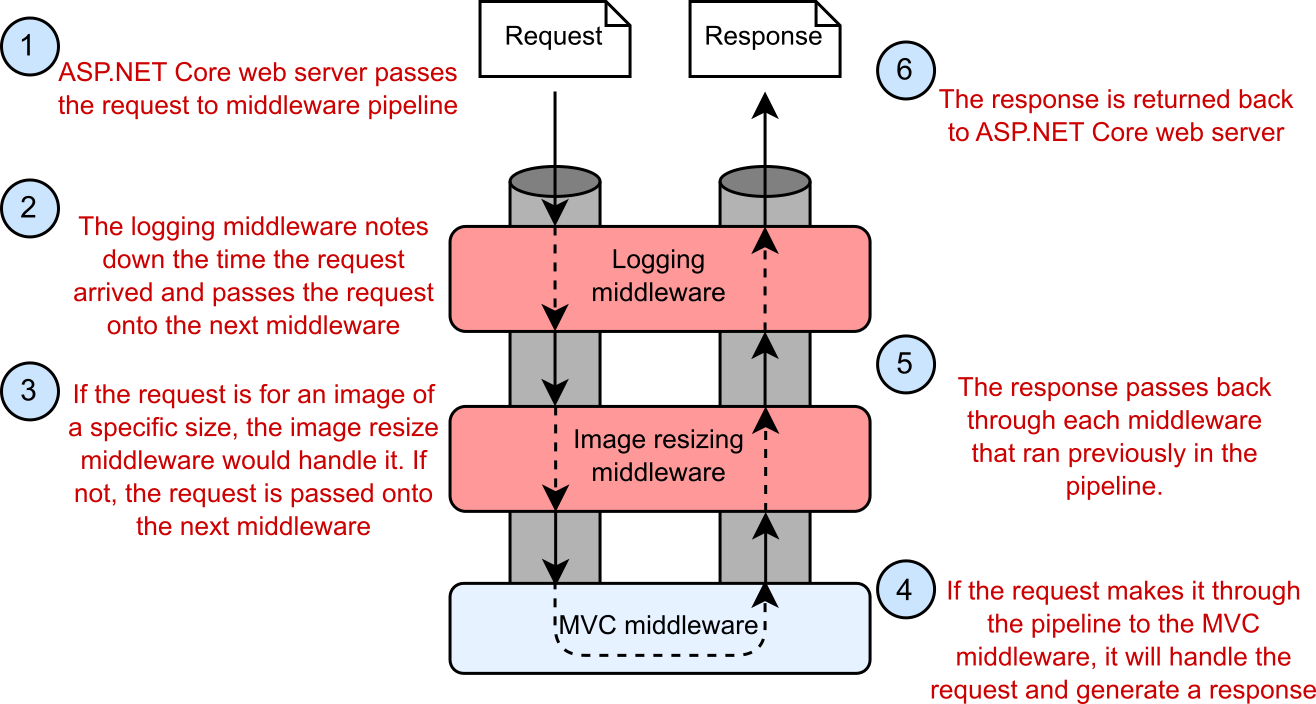 1
ASP.NET Core web server passes
the request to middleware pipeline
Request
Response
6
The response is returned back
to ASP.NET Core web server
2
The logging middleware notes
down the time the request
arrived and passes the request
onto the next middleware
Logging
middleware
3
If the request is for an image of
a specific size, the image resize
middleware would handle it. If
not, the request is passed onto
the next middleware
Image resizing
middleware
5
The response passes back
through each middleware
that ran previously in the
pipeline.
MVC middleware
4
If the request makes it through
the pipeline to the MVC
middleware, it will handle the
request and generate a response